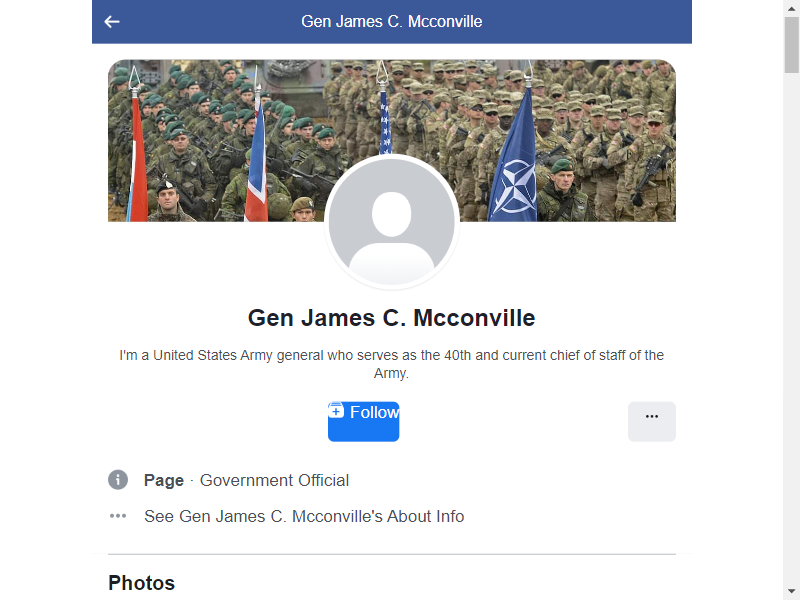 Gen James C. Mcconville
Gen James C. Mcconville
I'm a United States Army general who serves as the 40th and current chief of staff of the
Army.
Follow
Page · Government Official
See Gen James C. Mcconville's About Info
Photos